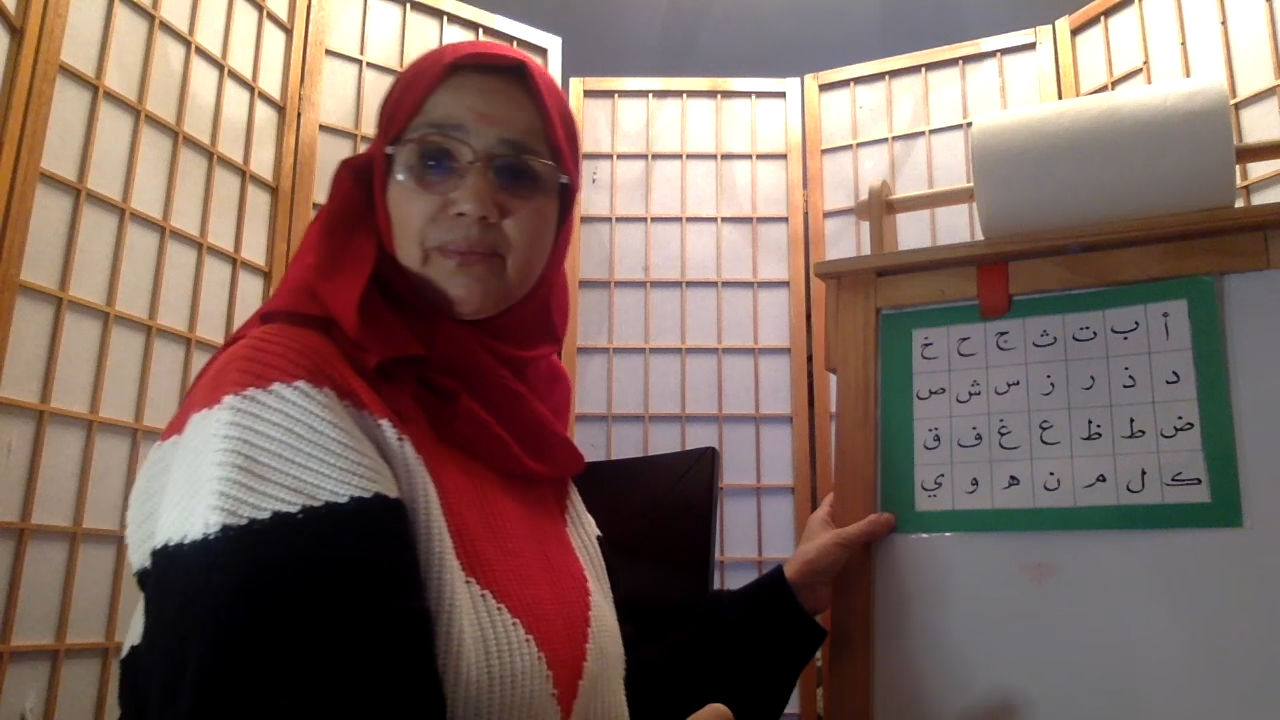 أ ب ت ث ج ح خ
د ذ ر ز س ش ص
ض ط ظ ع غ ف ق
ك ل م ن ه و ي